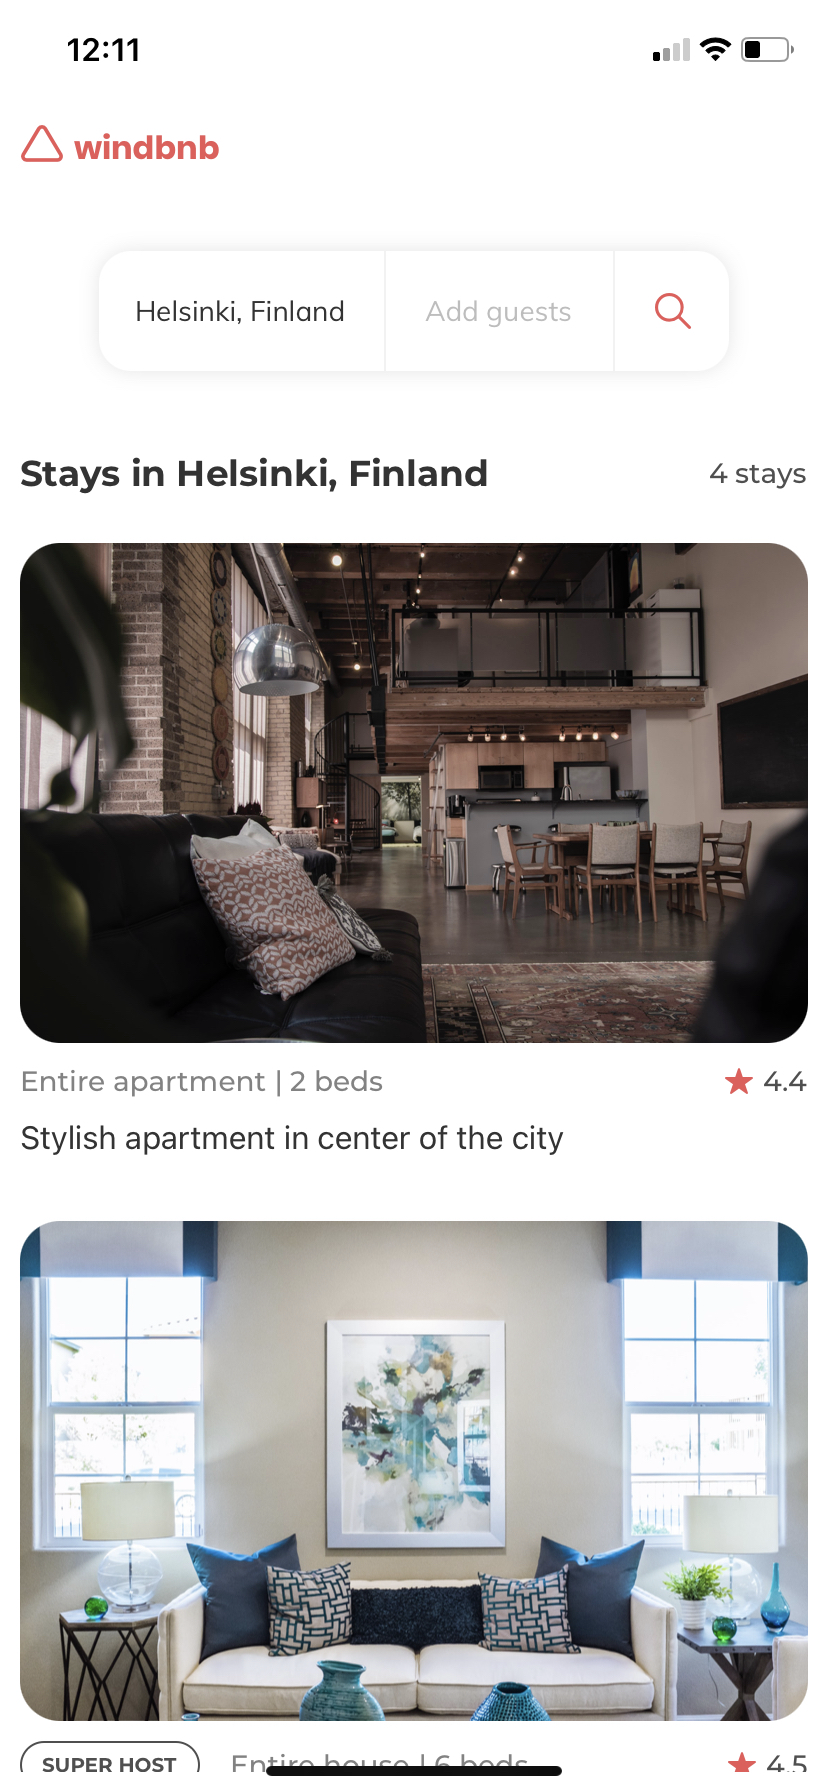 12:11
windbnb
Helsinki, Finland
Add guests
Stays in Helsinki, Finland
4 stays
Entire apartment | 2 beds
4.4
Stylish apartment in center of the city
SUPER HOST
Entire house | 6 beds
4.5